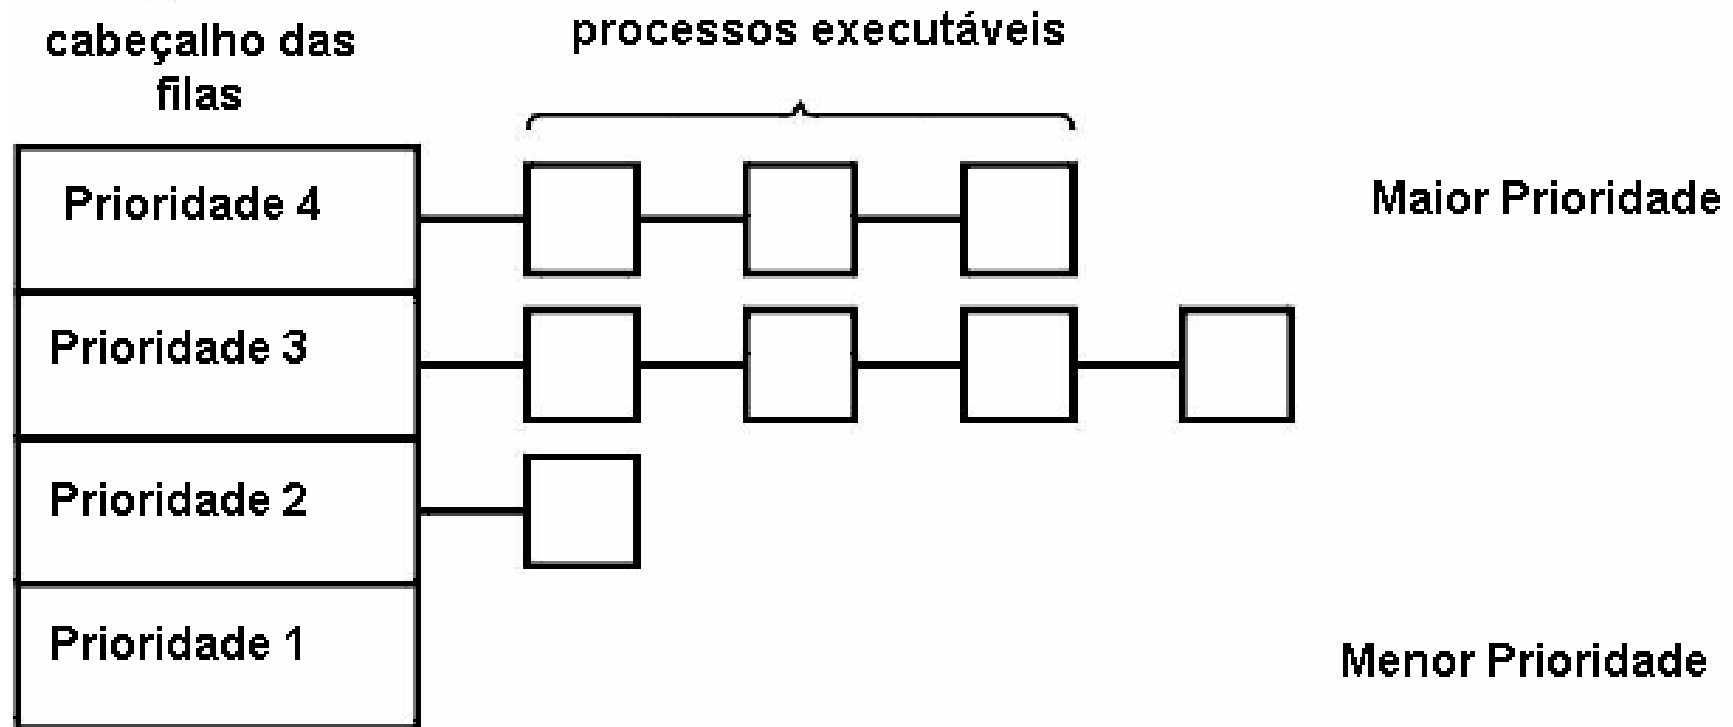 cabeçalho das
filas
processos executáveis
Prioridade 4
Maior Prioridade
Prioridade 3
Prioridade 2
Prioridade 1
Menor Prioridade